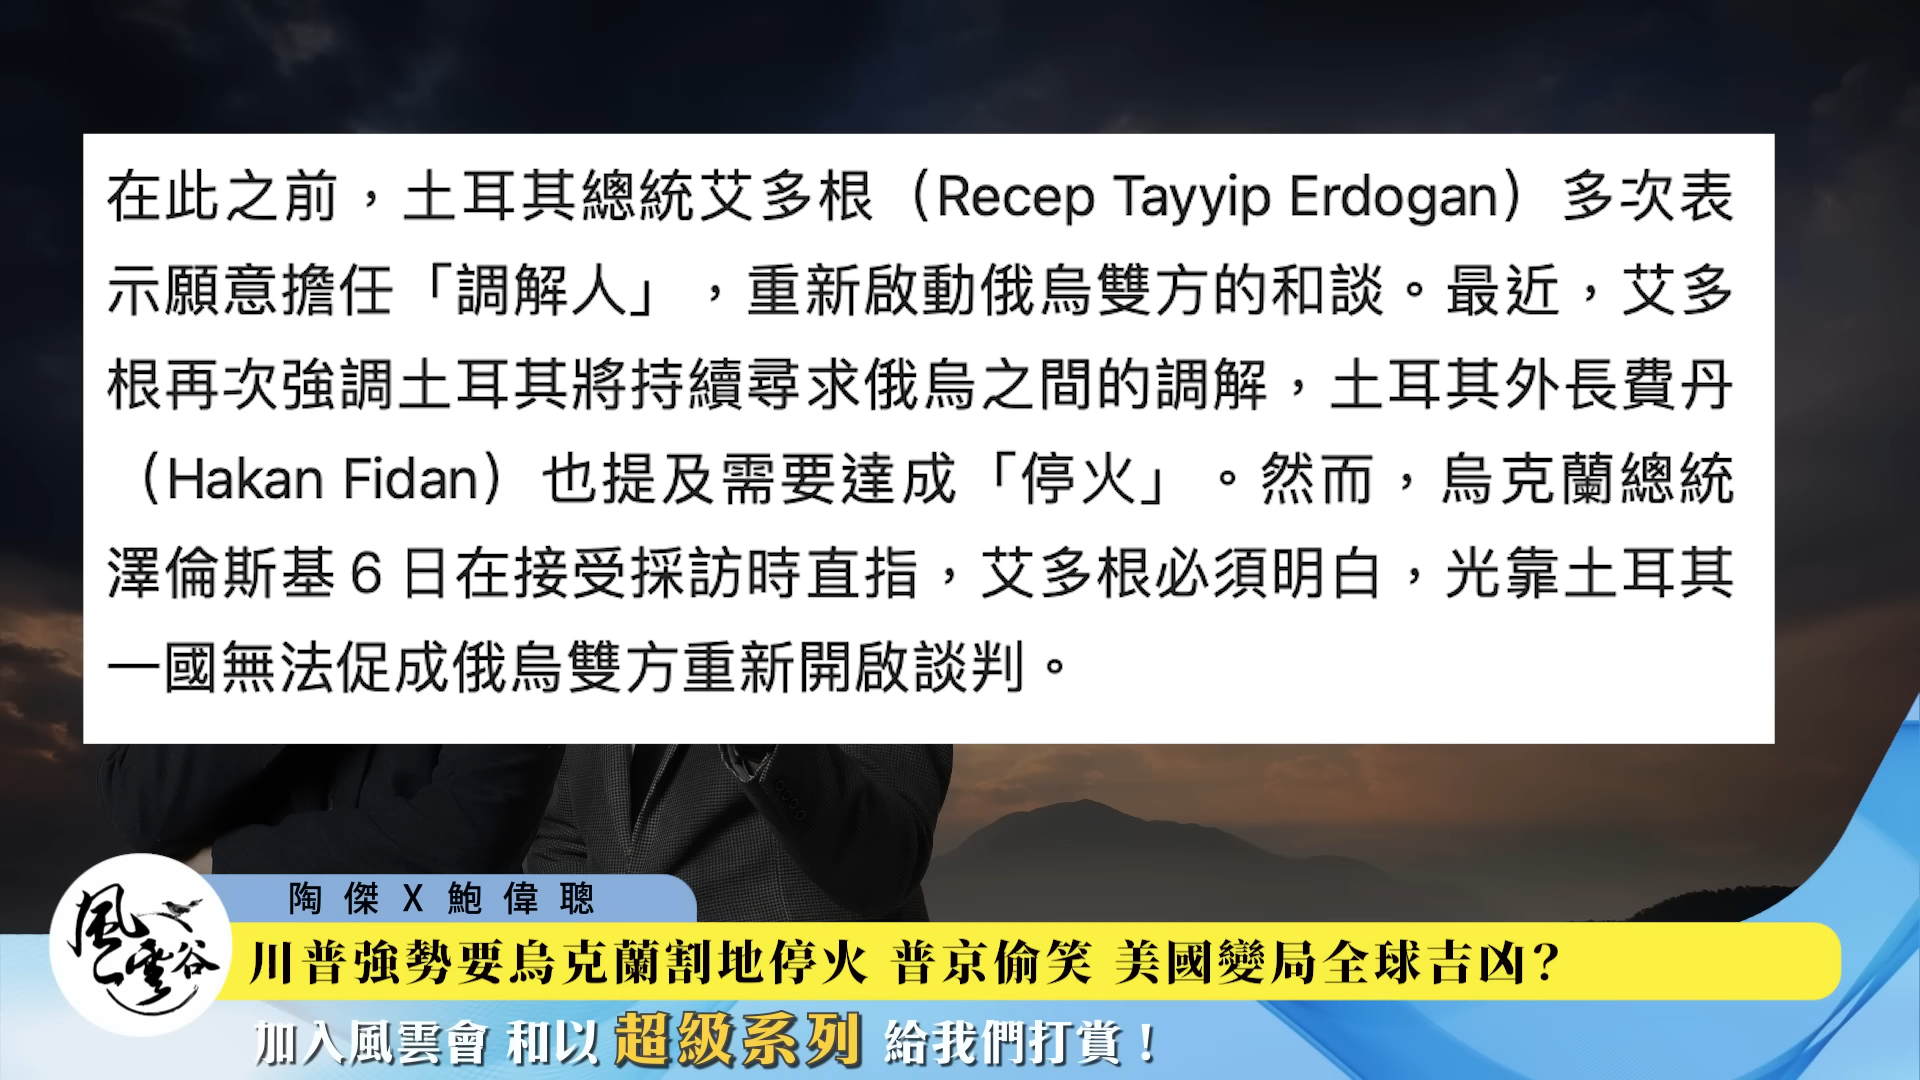 在此之前，土耳其總統艾多根（Recep Tayyip Erdogan）多次表
示願意擔任「調解人」，重新啟動俄烏雙方的和談。最近，艾多
根再次強調土耳其將持續尋求俄烏之間的調解，土耳其外長費丹
（Hakan Fidan）也提及需要達成「停火」。然而，烏克蘭總統
澤倫斯基 6 日在接受採訪時直指，艾多根必須明白，光靠土耳其
一國無法促成俄烏雙方重新開啟談判。
陶傑X鮑偉聰
風雲谷
川普強勢要烏克蘭割地停火 普京偷笑 美國變局全球吉凶？
加入風雲會 和以 超級系列 給我們打賞！